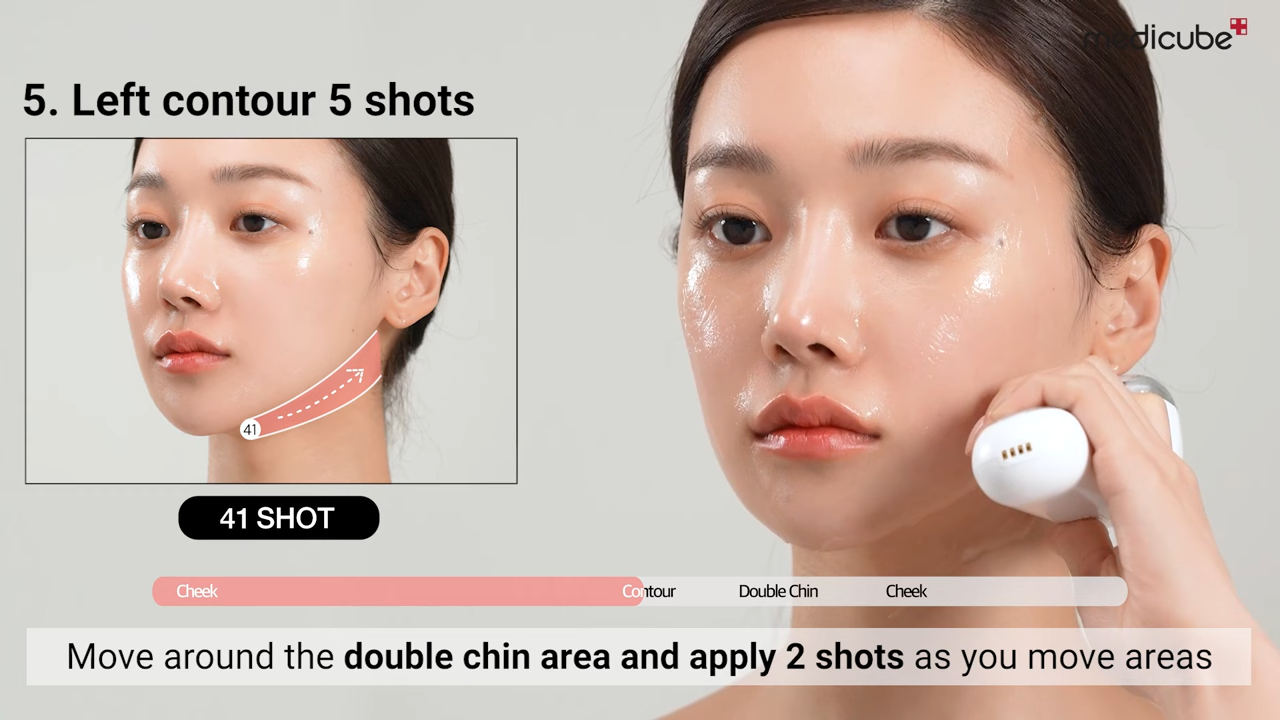 medicube
5. Left contour 5 shots
41
41 SHOT
Cheek Contour Double Chin Cheek
Move around the double chin area and apply 2 shots as you move areas